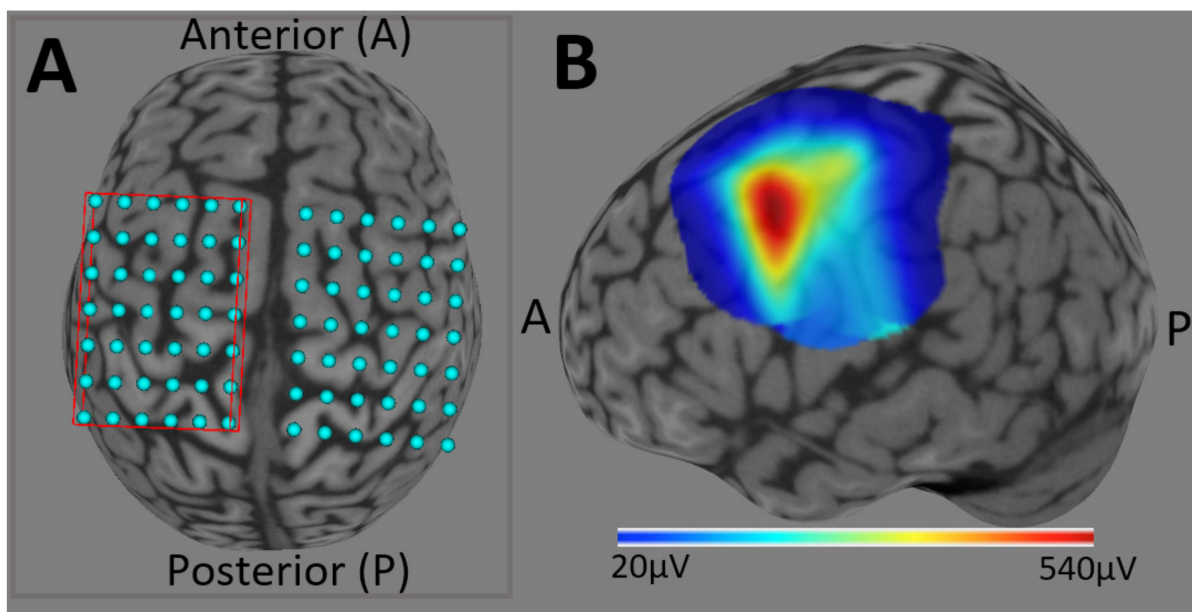 A
Anterior (A)
Posterior (P)
B
A
P
20µV
540µV